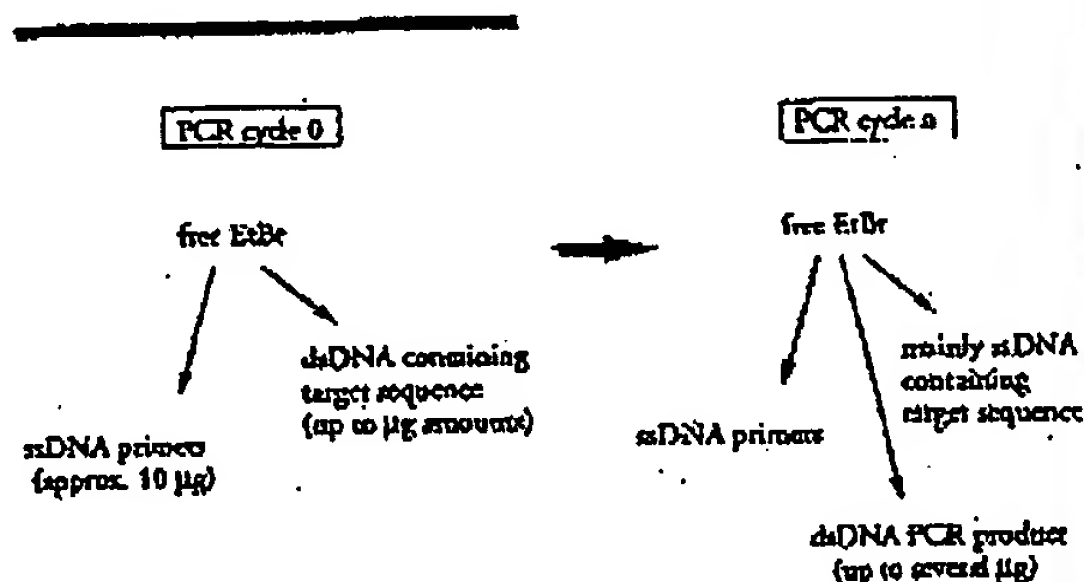 PCR cycle 0
free EtBr
ssDNA primers
(approx. 10 µg)
dsDNA containing
target sequence
(up to µg amounts)
PCR cycle n
free EtBr
ssDNA primers
mainly ssDNA
containing
target sequence
dsDNA PCR product
(up to several µg)